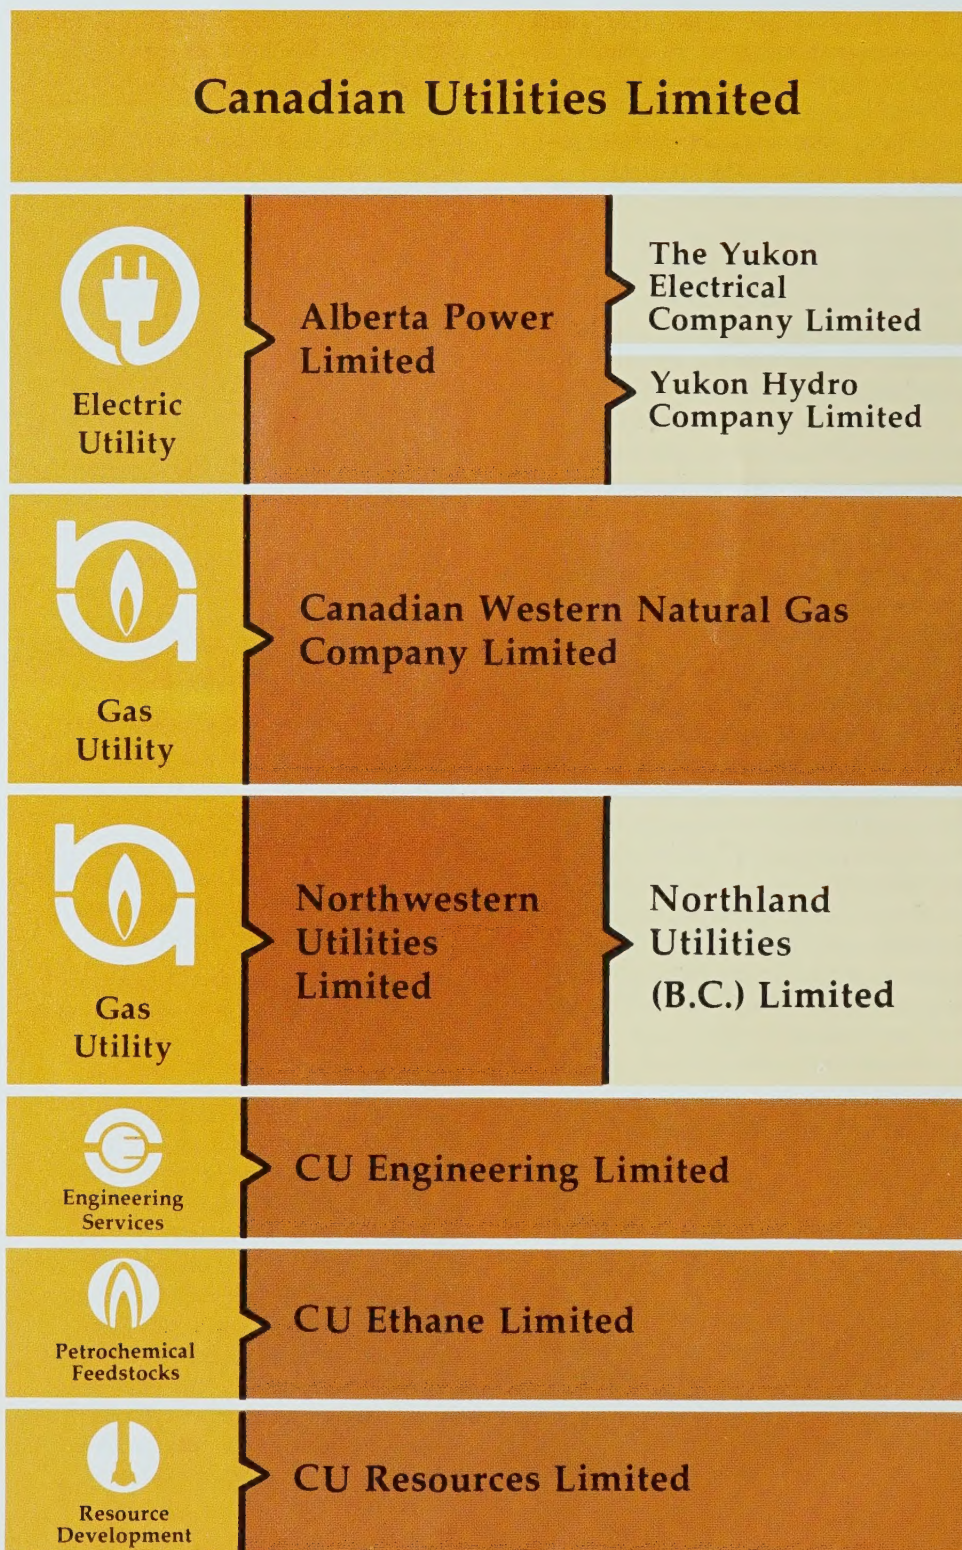 Canadian Utilities Limited
Electric
Utility
Alberta Power
Limited
The Yukon
Electrical
Company Limited
Yukon Hydro
Company Limited
Gas
Utility
Canadian Western Natural Gas
Company Limited
Gas
Utility
Northwestern
Utilities
Limited
Northland
Utilities
(B.C.) Limited
Engineering
Services
CU Engineering Limited
Petrochemical
Feedstocks
CU Ethane Limited
Resource
Development
CU Resources Limited